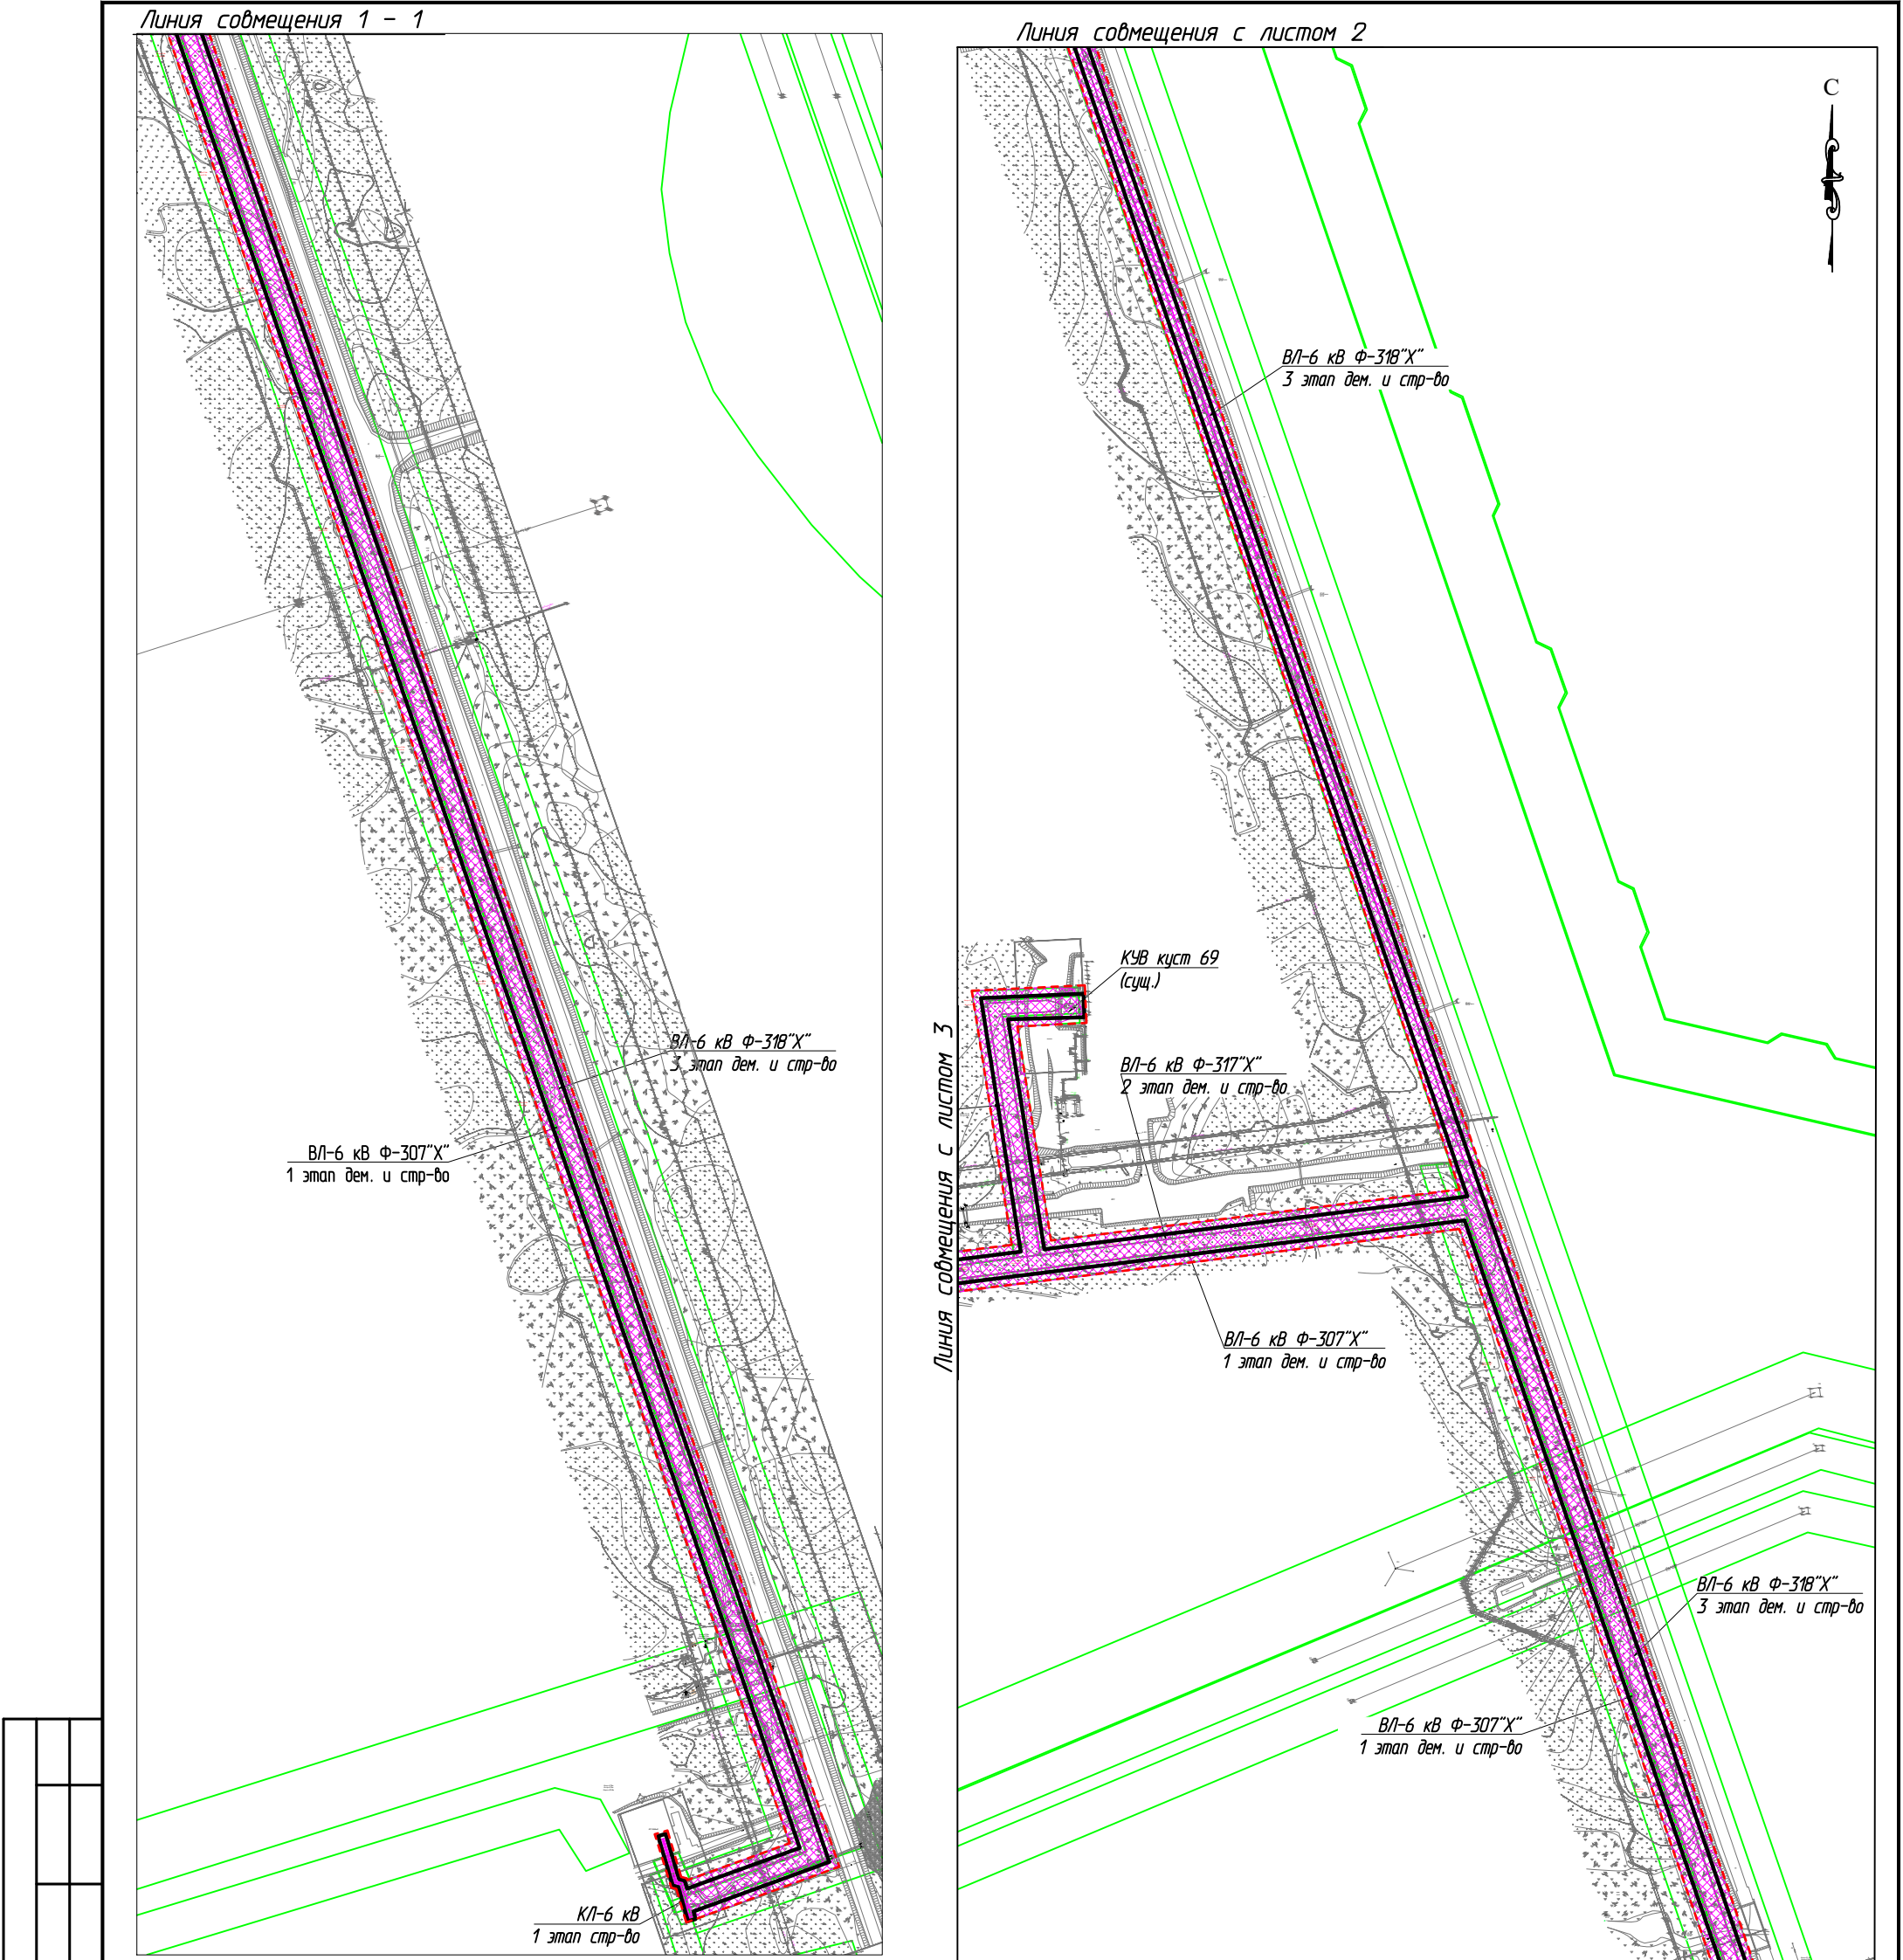 Линия совмещения 1 - 1
ВЛ-6 кВ Ф-318"Х"
3 этап дем. и стр-во
ВЛ-6 кВ Ф-307"Х"
1 этап дем. и стр-во
КЛ-6 кВ
1 этап стр-во
Линия совмещения с листом 2
С
ВЛ-6 кВ Ф-318"Х"
3 этап дем. и стр-во
КУВ куст 69
(сущ.)
Линия совмещения с листом 3
ВЛ-6 кВ Ф-317"Х"
2 этап дем. и стр-во
ВЛ-6 кВ Ф-307"Х"
1 этап дем. и стр-во
ВЛ-6 кВ Ф-318"Х"
3 этап дем. и стр-во
ВЛ-6 кВ Ф-307"Х"
1 этап дем. и стр-во